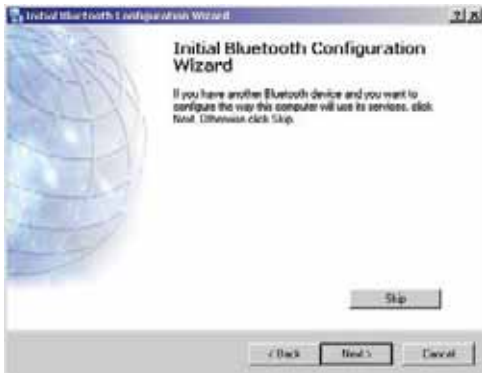 Initial Bluetooth Configuration Wizard
Initial Bluetooth Configuration
Wizard
If you have another Bluetooth device and you want to
configure the way this computer will use its services, click
Next. Otherwise click Skip.
Skip
< Back
Next >
Cancel